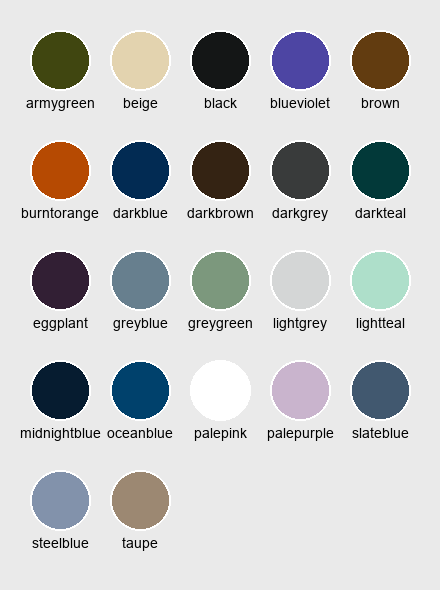 armygreen beige black blueviolet brown
burntorange darkblue darkbrown darkgrey darkteal
eggplant greyblue greygreen lightgrey lightteal
midnightblue oceanblue palepink palepurple slateblue
steelblue taupe